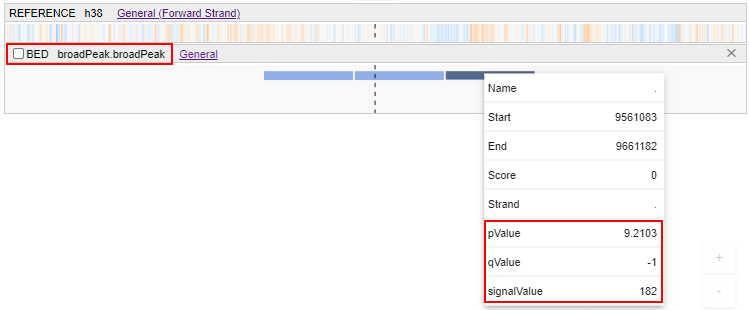 REFERENCE h38 General (Forward Strand)
BED broadPeak.broadPeak General ×
Name .
Start 9561083
End 9661182
Score 0
Strand .
pValue 9.2103
qValue -1
signalValue 182
+
-